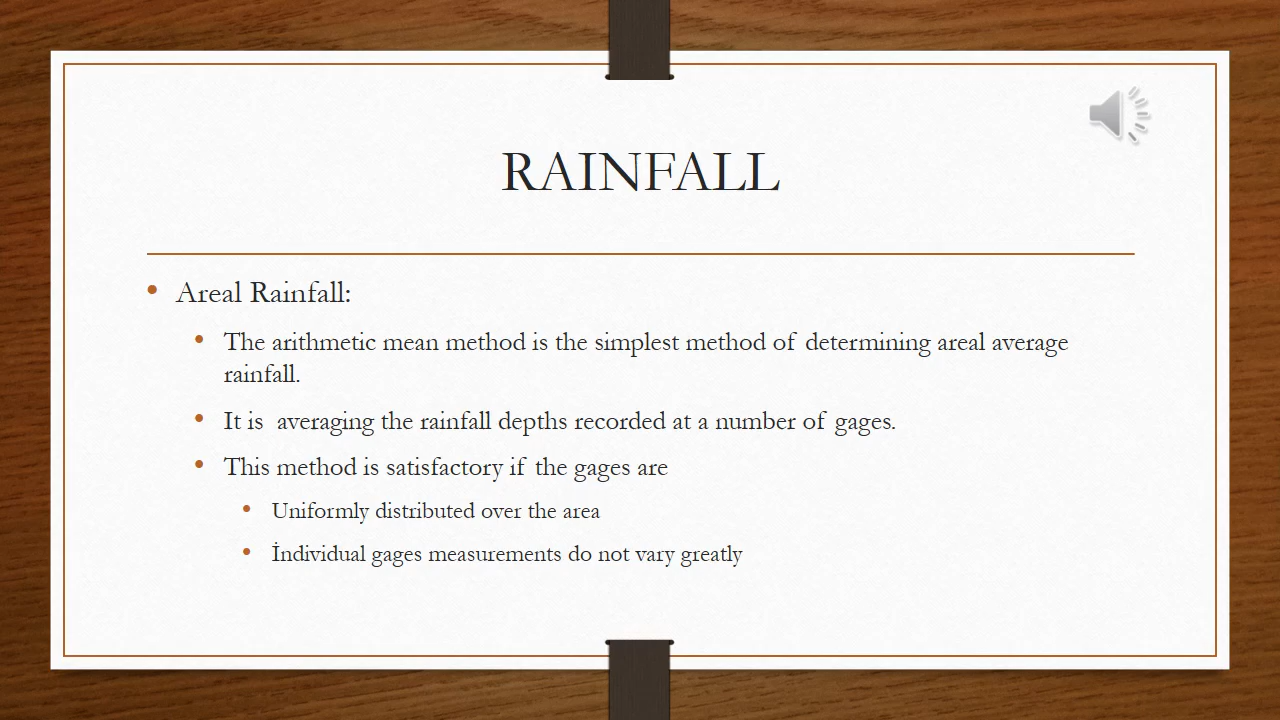 RAINFALL
• Areal Rainfall:
• The arithmetic mean method is the simplest method of determining areal average
rainfall.
• It is  averaging the rainfall depths recorded at a number of gages.
• This method is satisfactory if the gages are
• Uniformly distributed over the area
• İndividual gages measurements do not vary greatly